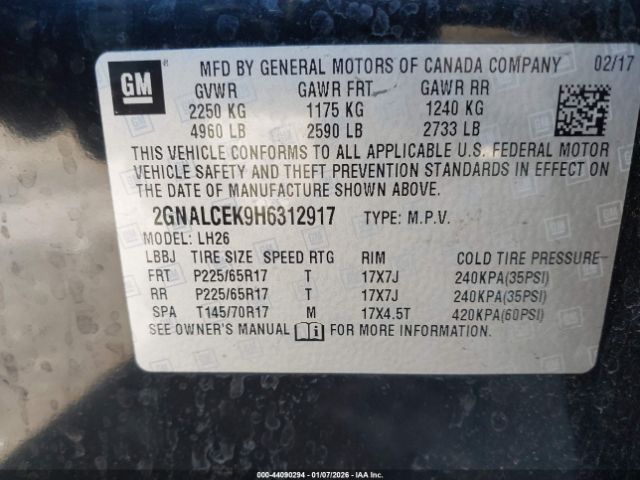 GM
MFD BY GENERAL MOTORS OF CANADA COMPANY 02/17
GVWR GAWR FRT GAWR RR
2250 KG 1175 KG 1240 KG
4960 LB 2590 LB 2733 LB
THIS VEHICLE CONFORMS TO ALL APPLICABLE U.S. FEDERAL MOTOR
VEHICLE SAFETY AND THEFT PREVENTION STANDARDS IN EFFECT ON
THE DATE OF MANUFACTURE SHOWN ABOVE.
2GNALCEK9H6312917 TYPE: M.P.V.
MODEL: LH26
LBBJ TIRE SIZE SPEED RTG RIM COLD TIRE PRESSURE
FRT P225/65R17 T 17X7J 240KPA(35PSI)
RR P225/65R17 T 17X7J 240KPA(35PSI)
SPA T145/70R17 M 17X4.5T 420KPA(60PSI)
SEE OWNER'S MANUAL FOR MORE INFORMATION.
000-44090294 | 01/07/2026 | IAA INC.